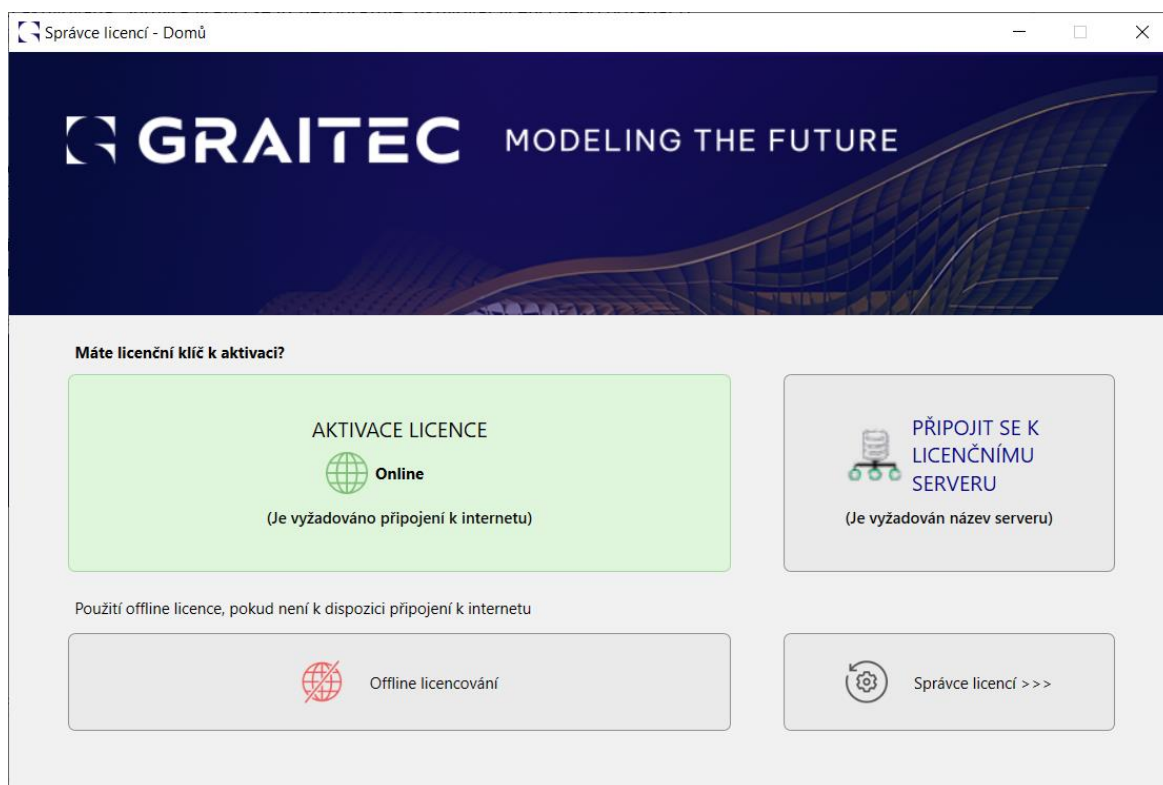 Správce licencí - Domů
GRAITEC MODELING THE FUTURE
Máte licenční klíč k aktivaci?
AKTIVACE LICENCE
Online
(Je vyžadováno připojení k internetu)
PŘIPOJIT SE K
LICENČNÍMU
SERVERU
(Je vyžadován název serveru)
Použití offline licence, pokud není k dispozici připojení k internetu
Offline licencování
Správce licencí >>>